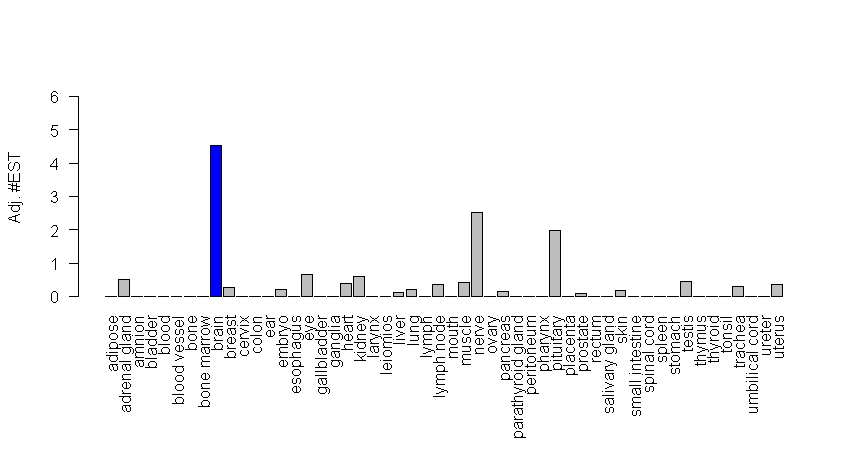 Adj. #EST
6
5
4
3
2
1
0
adipose
adrenal gland
amnion
bladder
blood
blood vessel
bone
bone marrow
brain
breast
cervix
colon
ear
embryo
esophagus
eye
gallbladder
ganglia
heart
kidney
larynx
leiomios
liver
lung
lymph
lymph node
mouth
muscle
nerve
ovary
pancreas
parathyroid gland
peritoneum
pharynx
pituitary
placenta
prostate
rectum
salivary gland
skin
small intestine
spinal cord
spleen
stomach
testis
thymus
thyroid
tonsil
trachea
umbilical cord
ureter
uterus